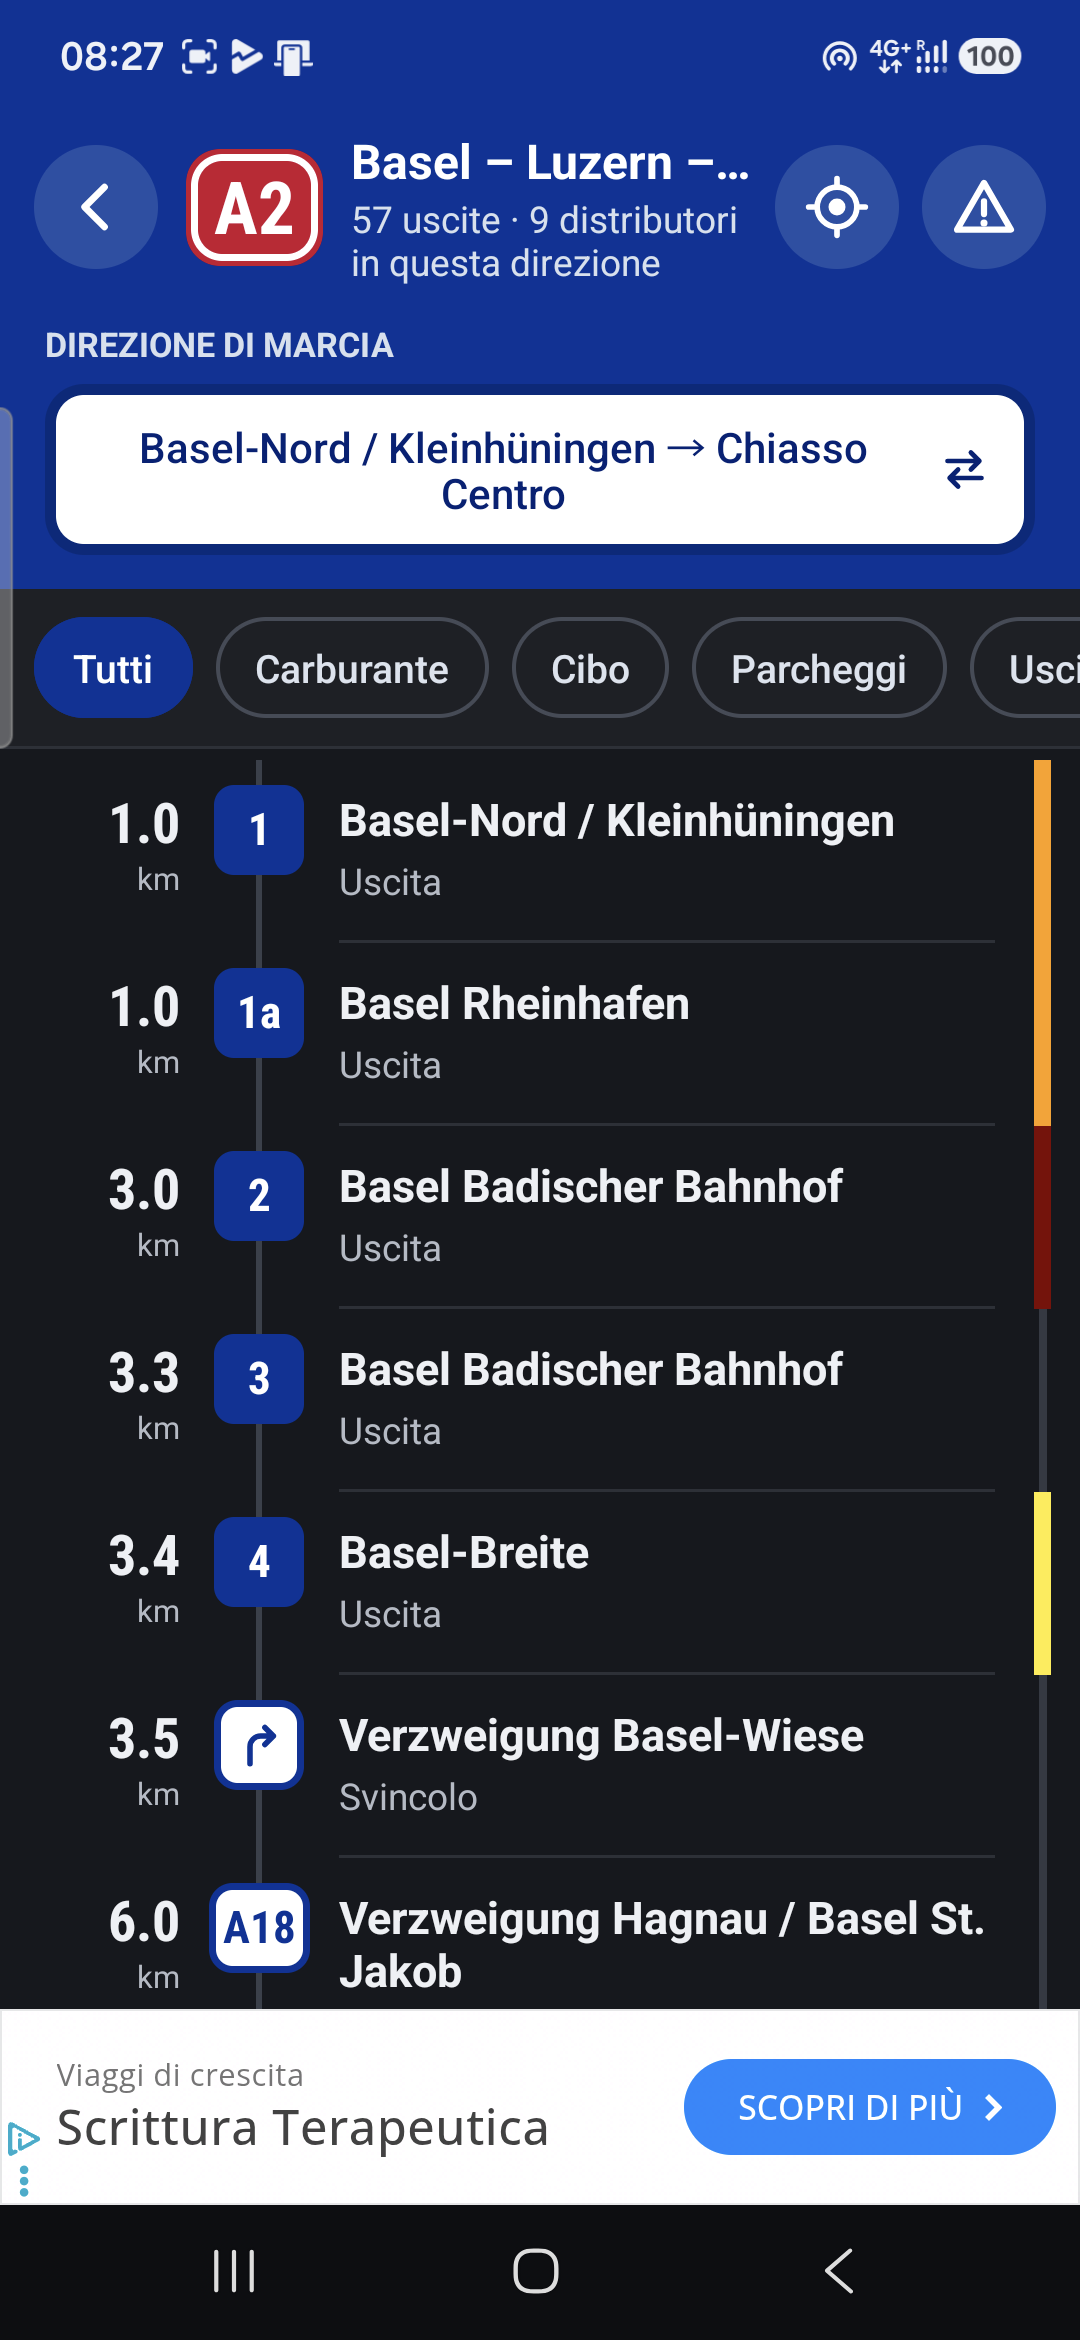 08:27
4G+ R
100
A2
Basel – Luzern –...
57 uscite · 9 distributori
in questa direzione
DIREZIONE DI MARCIA
Basel-Nord / Kleinhüningen → Chiasso
Centro
Tutti
Carburante
Cibo
Parcheggi
Usci
1.0
km
1
Basel-Nord / Kleinhüningen
Uscita
1.0
km
1a
Basel Rheinhafen
Uscita
3.0
km
2
Basel Badischer Bahnhof
Uscita
3.3
km
3
Basel Badischer Bahnhof
Uscita
3.4
km
4
Basel-Breite
Uscita
3.5
km
Verzweigung Basel-Wiese
Svincolo
6.0
km
A18
Verzweigung Hagnau / Basel St.
Jakob
Viaggi di crescita
Scrittura Terapeutica
SCOPRI DI PIÙ